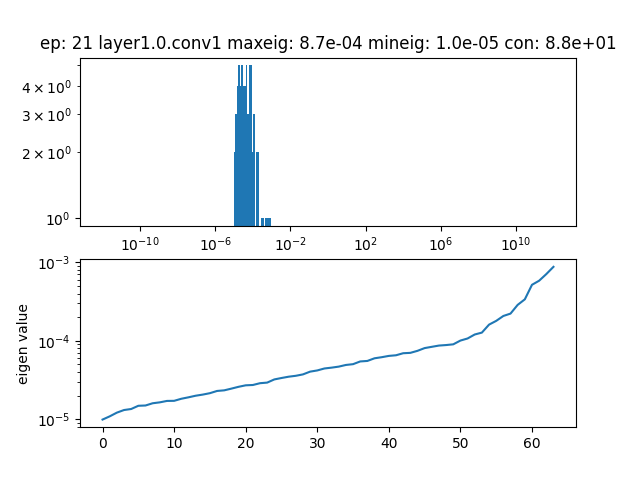 ep: 21 layer1.0.conv1 maxeig: 8.7e-04 mineig: 1.0e-05 con: 8.8e+01
4 × 10⁰
3 × 10⁰
2 × 10⁰
10⁰
10⁻¹⁰ 10⁻⁶ 10⁻² 10² 10⁶ 10¹⁰
10⁻³
10⁻⁴
10⁻⁵
eigen value
0 10 20 30 40 50 60